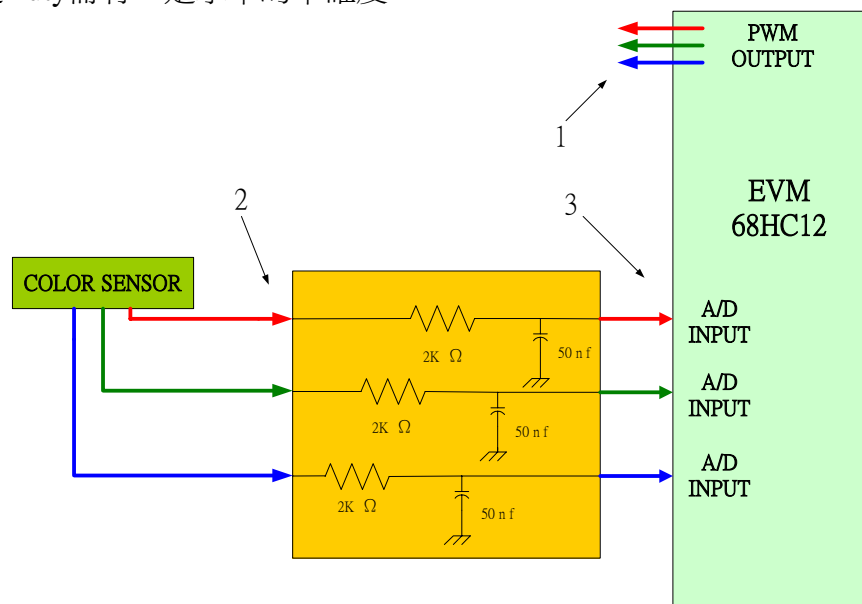 PWM
OUTPUT
1
EVM
68HC12
2
3
COLOR SENSOR
A/D
INPUT
2K Ω
50 n f
A/D
INPUT
2K Ω
50 n f
A/D
INPUT
2K Ω
50 n f